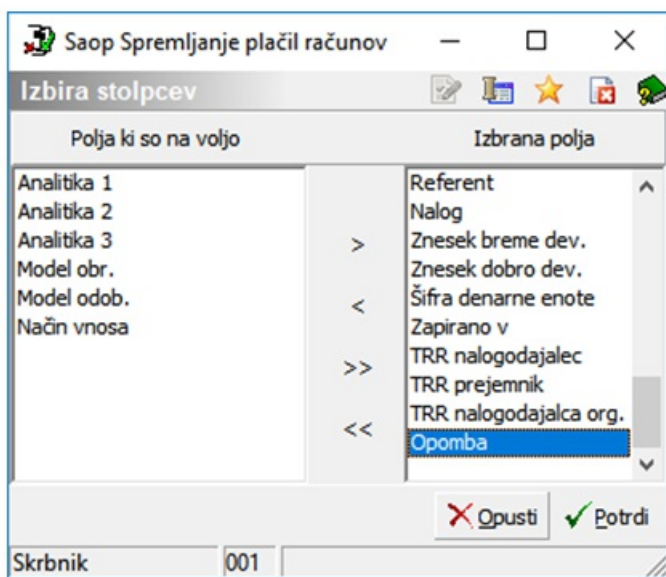 Saop Spremljanje plačil računov
Izbira stolpcev
Polja ki so na voljo
Izbrana polja
Analitika 1
Analitika 2
Analitika 3
Model obr.
Model odob.
Način vnosa
>
<
>>
<<
Referent
Nalog
Znesek breme dev.
Znesek dobro dev.
Šifra denarne enote
Zapirano v
TRR nalogodajalec
TRR prejemnik
TRR nalogodajalca org.
Opomba
Opusti
Potrdi
Skrbnik
001